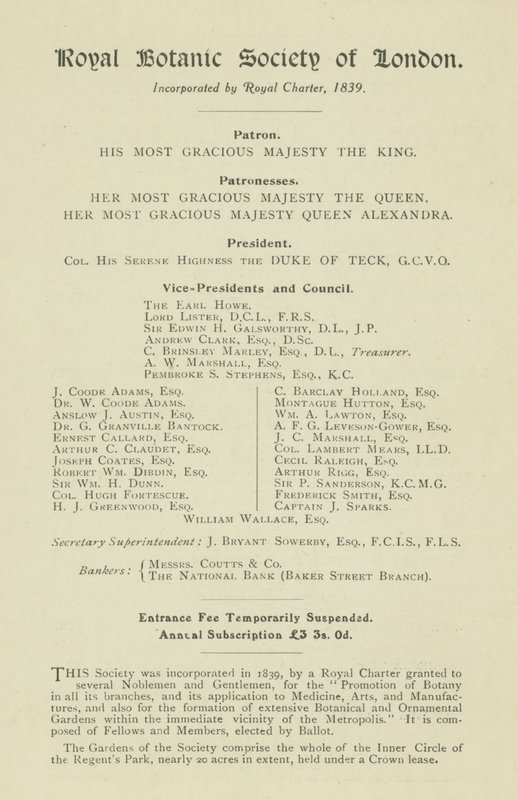 Royal Botanic Society of London.
Incorporated by Royal Charter, 1839.
Patron.
HIS MOST GRACIOUS MAJESTY THE KING.
Patronesses.
HER MOST GRACIOUS MAJESTY THE QUEEN.
HER MOST GRACIOUS MAJESTY QUEEN ALEXANDRA.
President.
COL. HIS SERENE HIGHNESS THE DUKE OF TECK, G.C.V.O.
Vice-Presidents and Council.
THE EARL HOWE.
LORD LISTER, D.C.L., F.R.S.
SIR EDWIN H. GALSWORTHY, D.L., J.P.
ANDREW CLARK, ESQ., D.SC.
C. BRINSLEY MARLEY, ESQ., D.L., Treasurer.
A. W. MARSHALL, ESQ.
PEMBROKE S. STEPHENS, ESQ., K.C.
J. COODE ADAMS, ESQ.
DR. W. COODE ADAMS.
ANSLOW J. AUSTIN, ESQ.
DR. G. GRANVILLE BANTOCK.
ERNEST CALLARD, ESQ.
ARTHUR C. CLAUDET, ESQ.
JOSEPH COATES, ESQ.
ROBERT WM. DIBDIN, ESQ.
SIR WM. H. DUNN.
COL. HUGH FORTESCUE.
H. J. GREENWOOD, ESQ.
C. BARCLAY HOLLAND, ESQ.
MONTAGUE HUTTON, ESQ.
WM. A. LAWTON, ESQ.
A. F. G. LEVESON-GOWER, ESQ.
J. C. MARSHALL, ESQ.
COL. LAMBERT MEARS, LL.D.
CECIL RALEIGH, ESQ.
ARTHUR RIGG, ESQ.
SIR P. SANDERSON, K.C.M.G.
FREDERICK SMITH, ESQ.
CAPTAIN J. SPARKS.
WILLIAM WALLACE, ESQ.
Secretary Superintendent: J. BRYANT SOWERBY, ESQ., F.C.I.S., F.L.S.
Bankers: { MESSRS. COUTTS & CO.
THE NATIONAL BANK (BAKER STREET BRANCH).
Entrance Fee Temporarily Suspended.
Annual Subscription £3 3s. 0d.
THIS Society was incorporated in 1839, by a Royal Charter granted to
several Noblemen and Gentlemen, for the "Promotion of Botany
in all its branches, and its application to Medicine, Arts, and Manufac-
tures, and also for the formation of extensive Botanical and Ornamental
Gardens within the immediate vicinity of the Metropolis." It is com-
posed of Fellows and Members, elected by Ballot.
The Gardens of the Society comprise the whole of the Inner Circle of
the Regent's Park, nearly 20 acres in extent, held under a Crown lease.